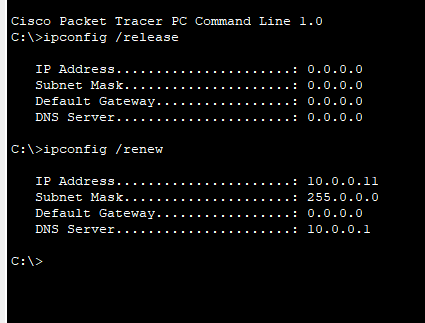 Cisco Packet Tracer PC Command Line 1.0
C:\>ipconfig /release
IP Address......................: 0.0.0.0
Subnet Mask.....................: 0.0.0.0
Default Gateway.................: 0.0.0.0
DNS Server......................: 0.0.0.0
C:\>ipconfig /renew
IP Address......................: 10.0.0.11
Subnet Mask.....................: 255.0.0.0
Default Gateway.................: 0.0.0.0
DNS Server......................: 10.0.0.1
C:\>